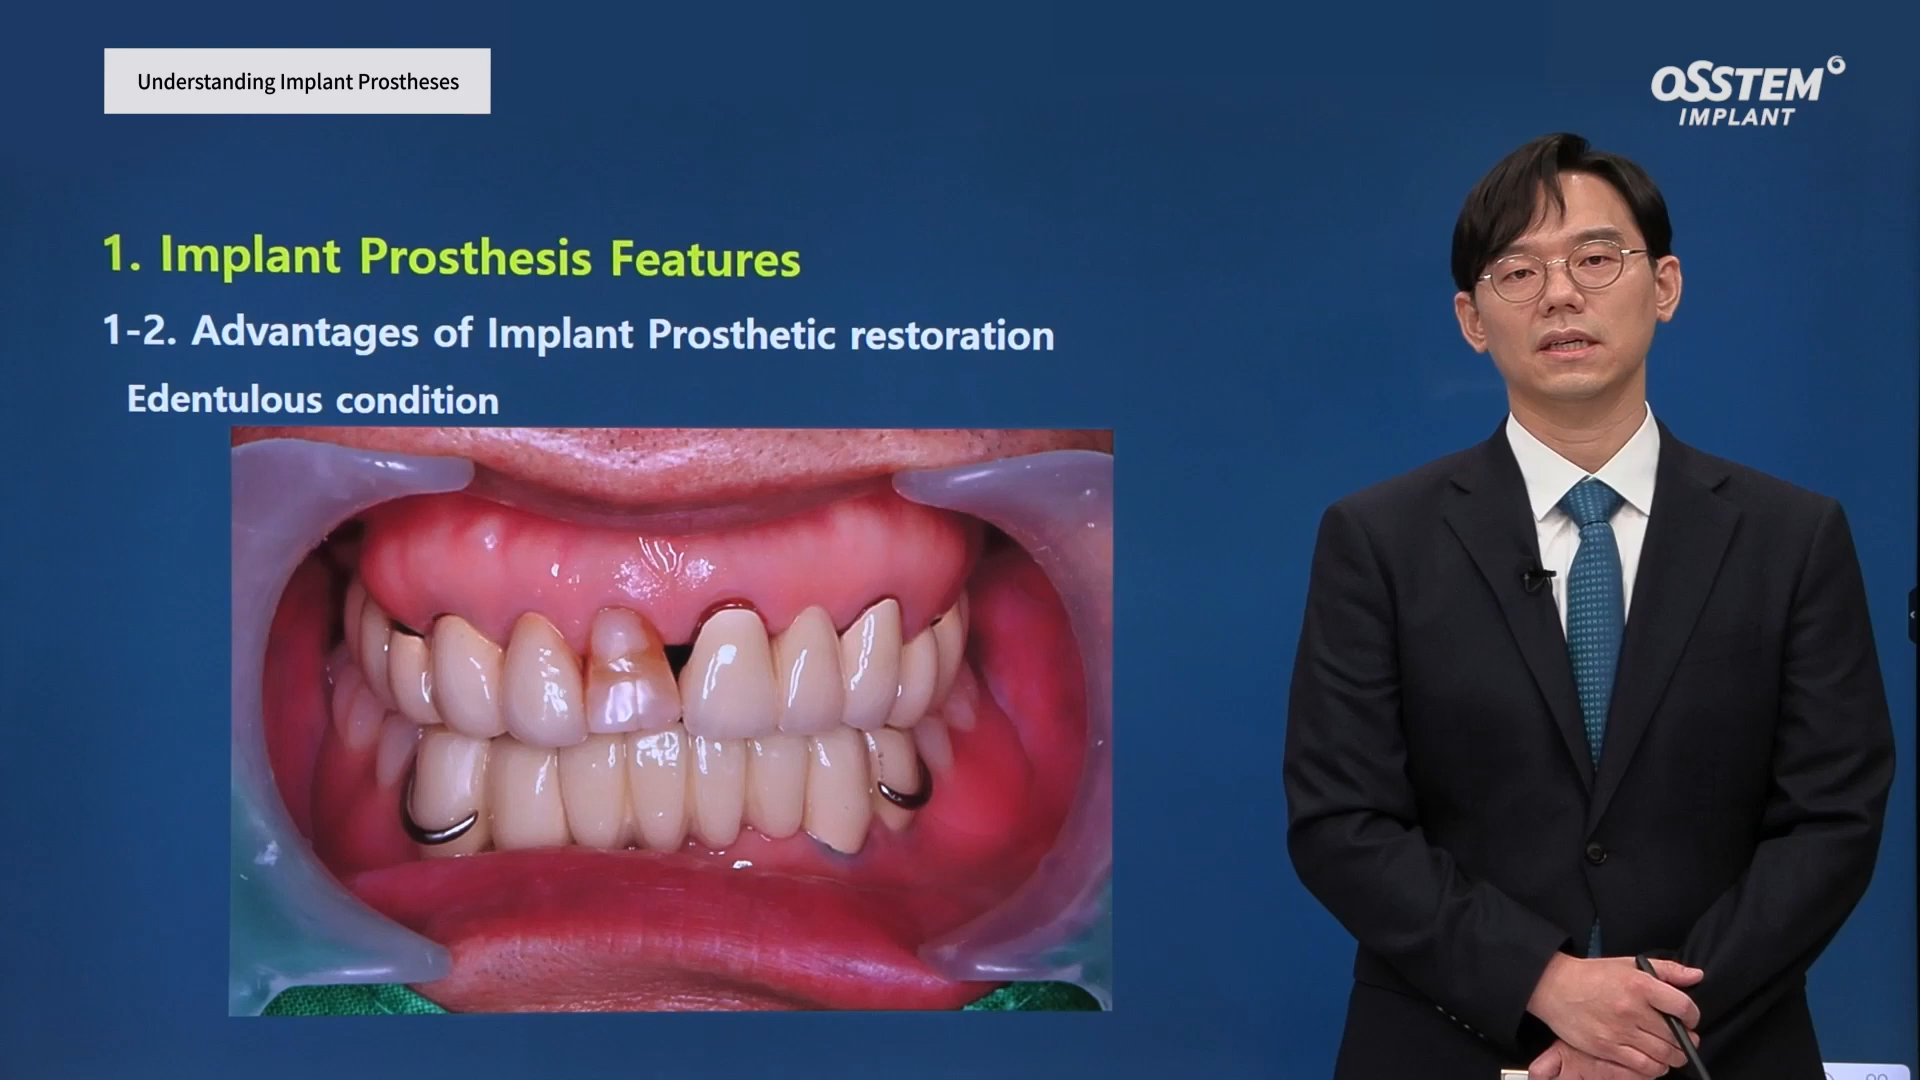 Understanding Implant Prostheses
OSSTEM
IMPLANT
1. Implant Prosthesis Features
1-2. Advantages of Implant Prosthetic restoration
Edentulous condition